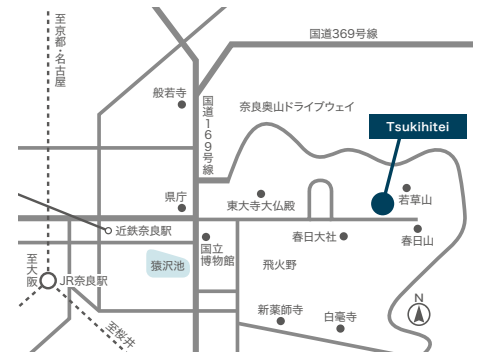 至京都・名古屋
国道369号線
般若寺
国道169号線
奈良奥山ドライブウェイ
Tsukihitei
県庁
東大寺大仏殿
若草山
近鉄奈良駅
国立
博物館
春日大社
春日山
至大阪
JR奈良駅
猿沢池
飛火野
新薬師寺
白毫寺
至桜井
N